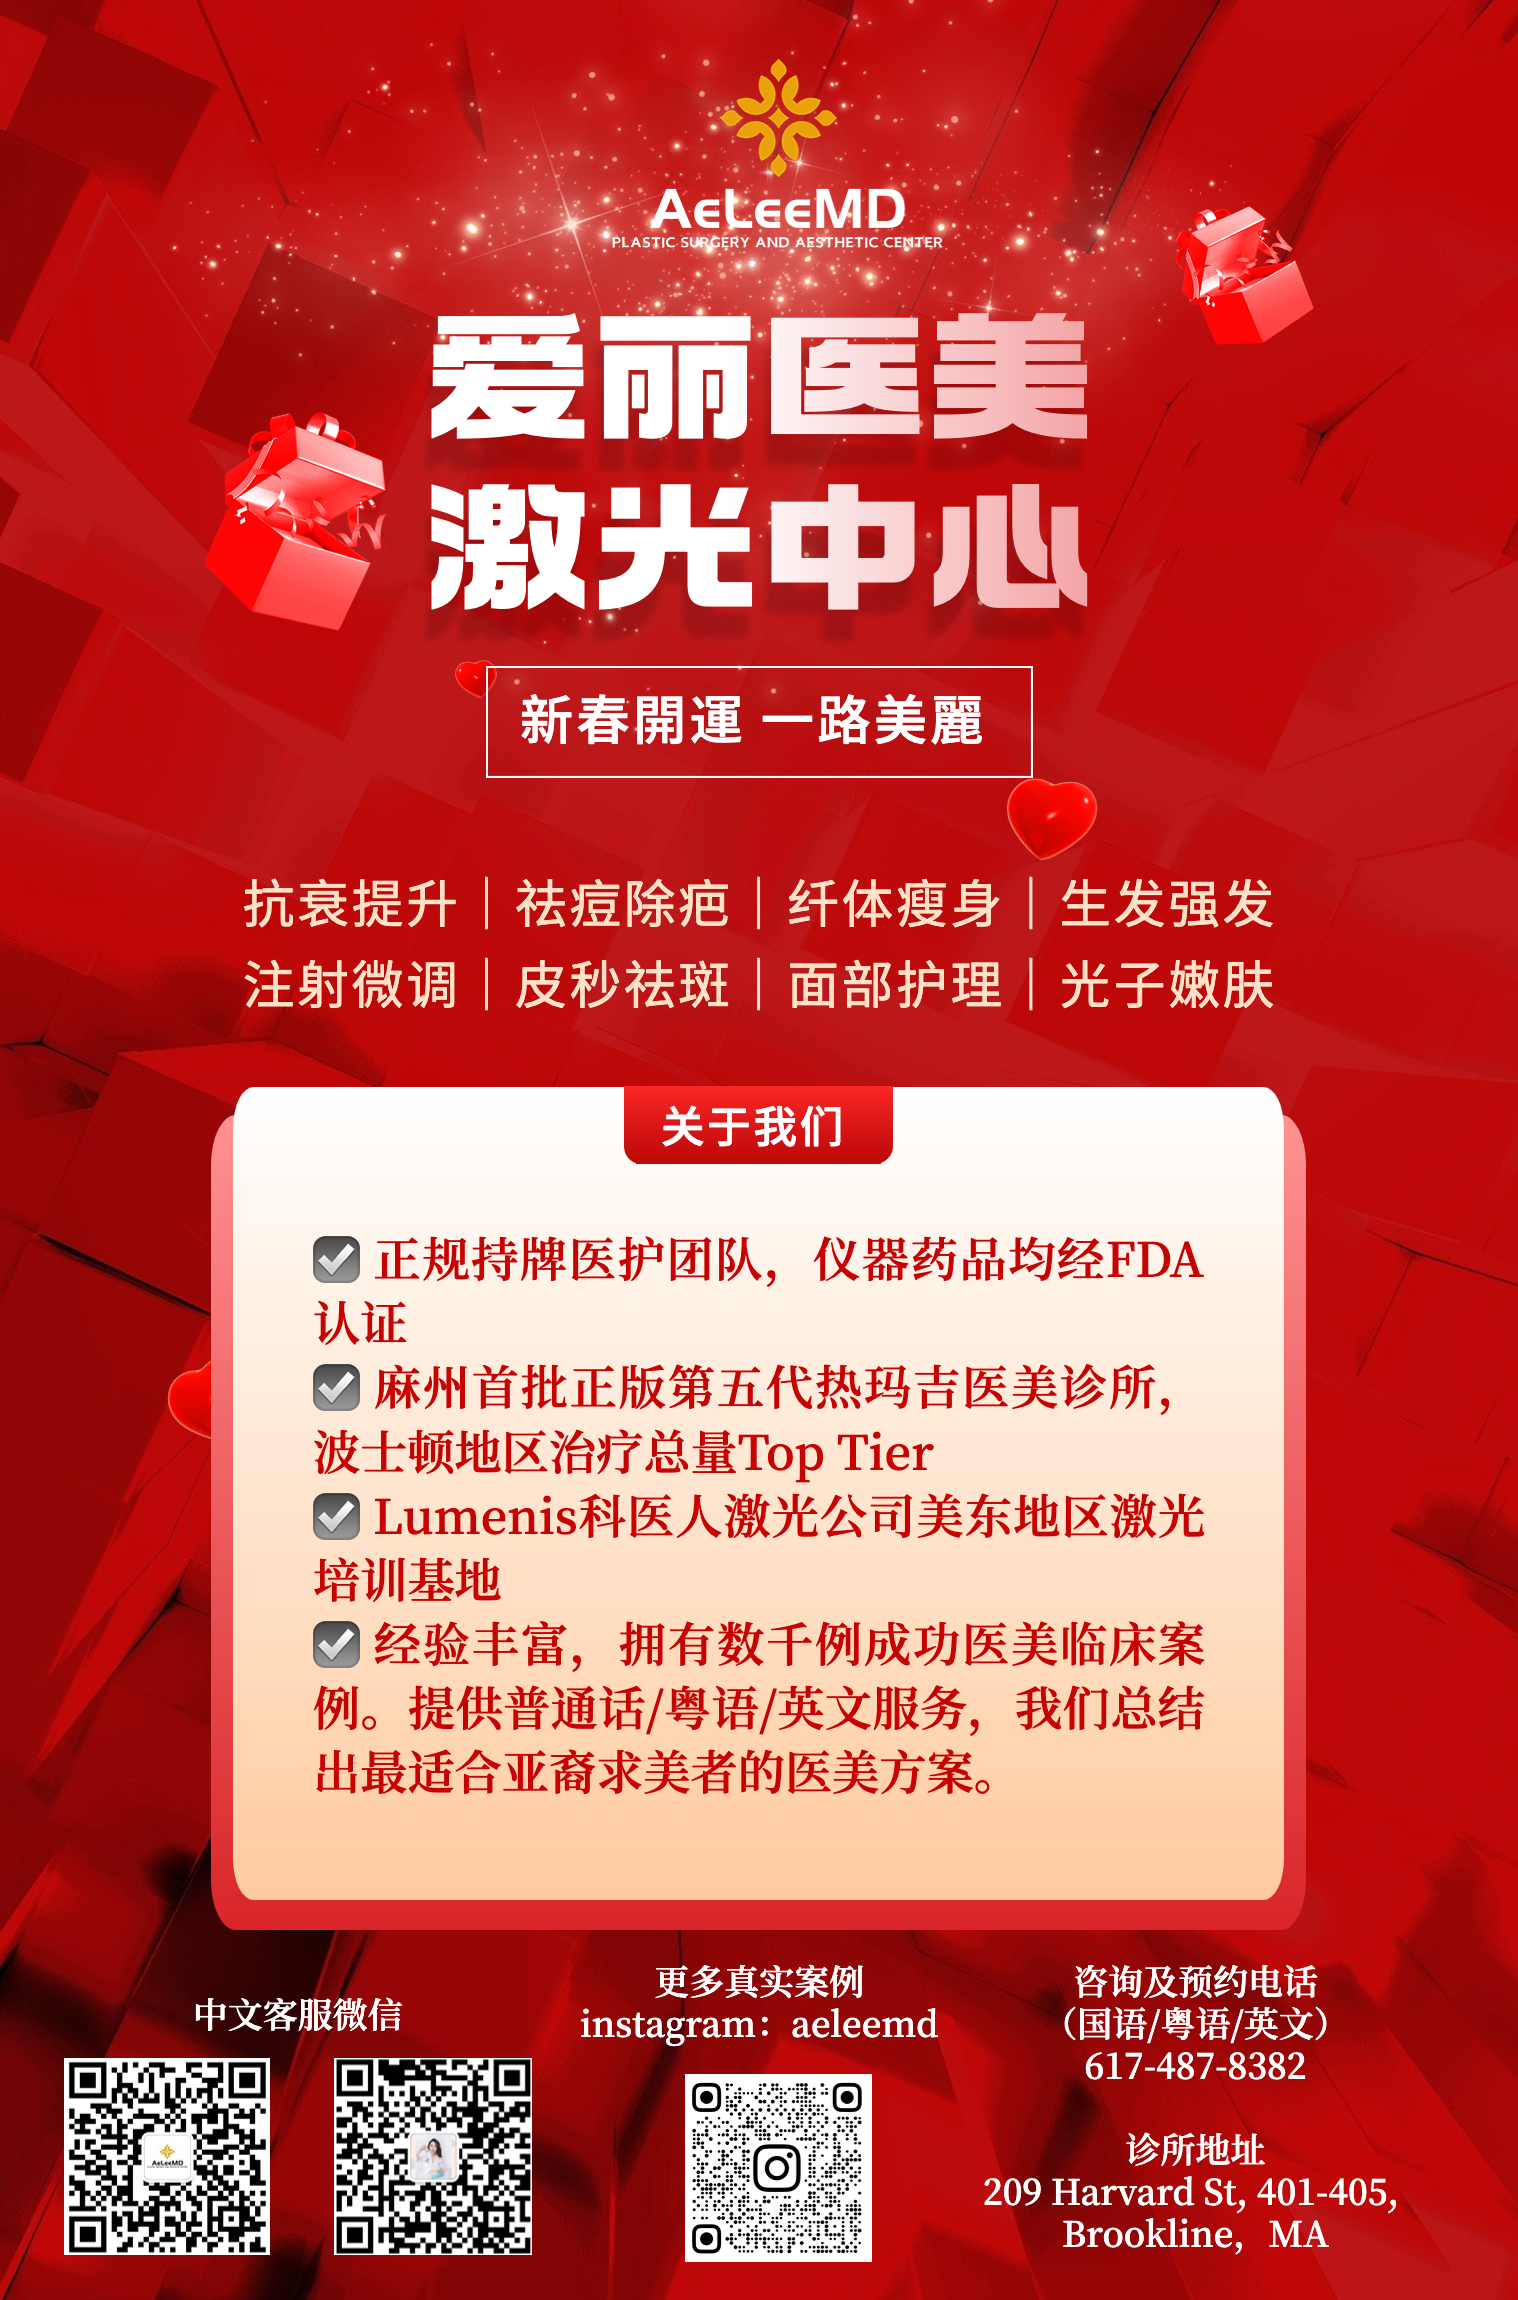 AeLeeMD
PLASTIC SURGERY AND AESTHETIC CENTER
爱丽医美
激光中心
新春開運 一路美麗
抗衰提升｜祛痘除疤｜纤体瘦身｜生发强发
注射微调｜皮秒祛斑｜面部护理｜光子嫩肤
关于我们
☑ 正规持牌医护团队，仪器药品均经FDA
认证
☑ 麻州首批正版第五代热玛吉医美诊所，
波士顿地区治疗总量Top Tier
☑ Lumenis科医人激光公司美东地区激光
培训基地
☑ 经验丰富，拥有数千例成功医美临床案
例。提供普通话/粤语/英文服务，我们总结
出最适合亚裔求美者的医美方案。
中文客服微信
AeLeeMD
更多真实案例
instagram：aeleemd
咨询及预约电话
（国语/粤语/英文）
617-487-8382
诊所地址
209 Harvard St, 401-405,
Brookline，MA